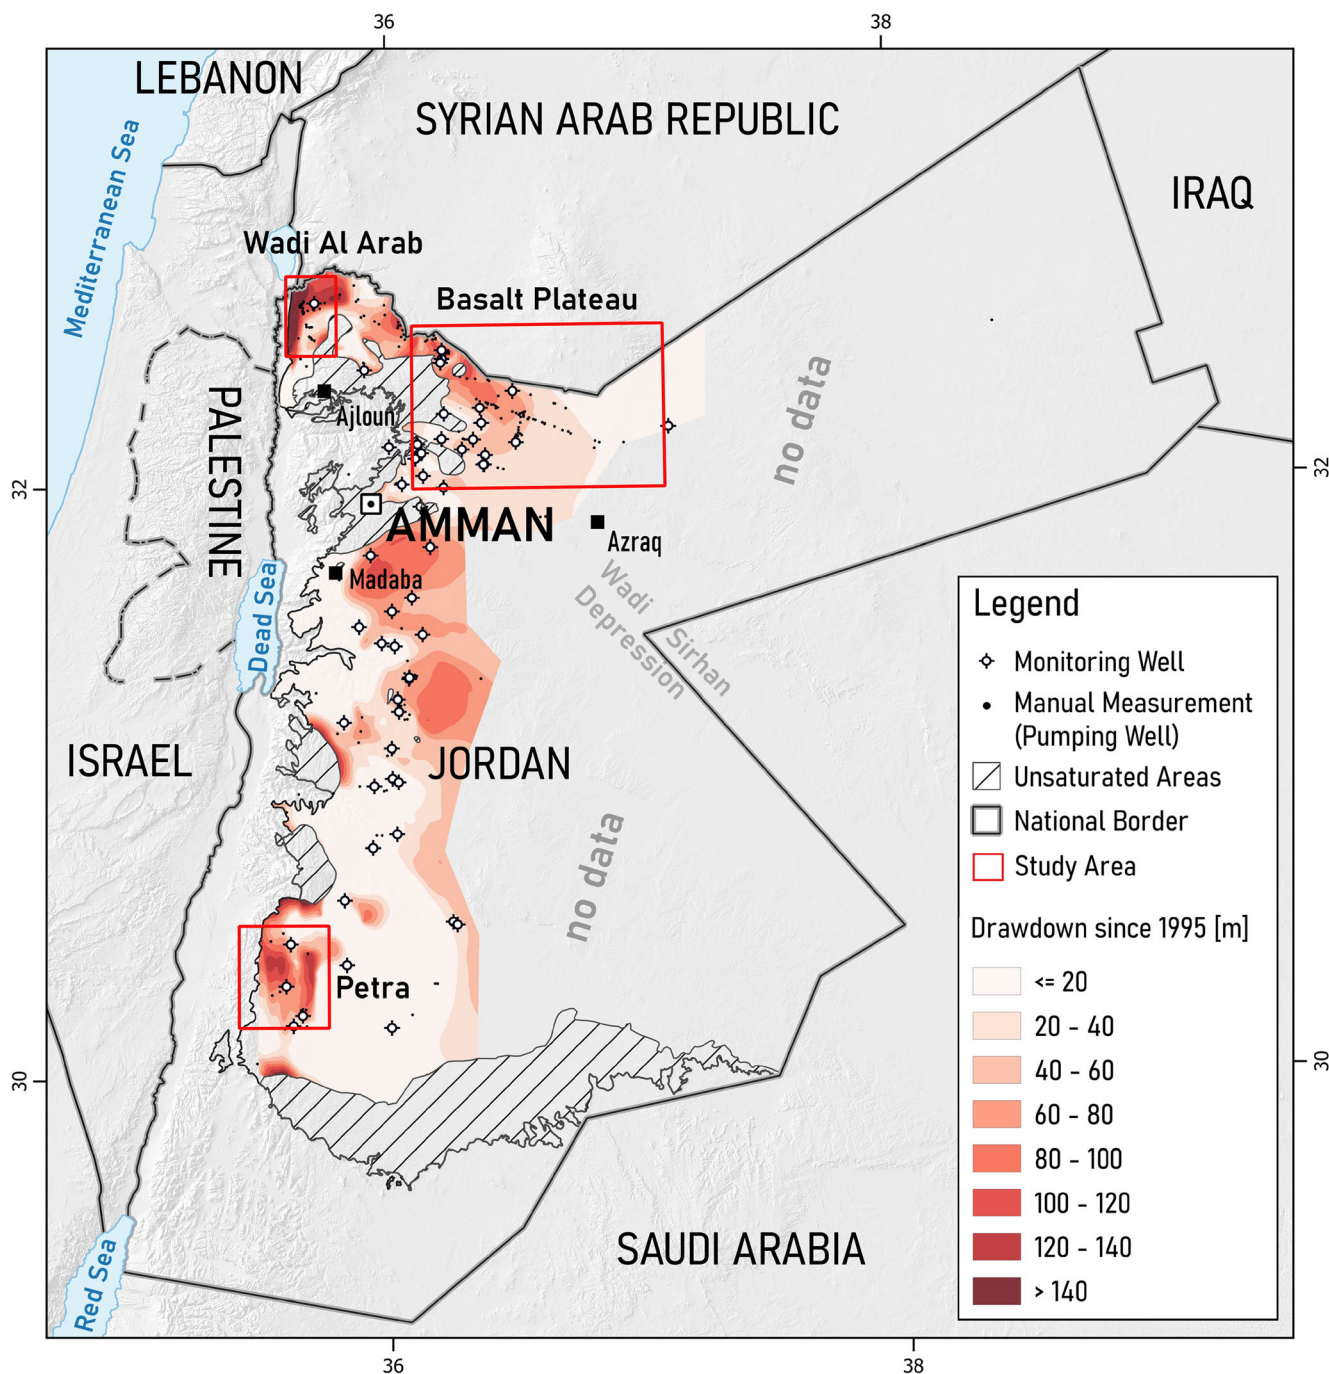 36
38
LEBANON
SYRIAN ARAB REPUBLIC
IRAQ
Mediterranean Sea
Wadi Al Arab
Basalt Plateau
no data
PALESTINE
Ajloun
32
32
AMMAN
Azraq
Madaba
Wadi Sirhan
Depression
Dead Sea
ISRAEL
JORDAN
no data
Petra
30
30
SAUDI ARABIA
Red Sea
36
38
Legend
Monitoring Well
Manual Measurement
(Pumping Well)
Unsaturated Areas
National Border
Study Area
Drawdown since 1995 [m]
<= 20
20 - 40
40 - 60
60 - 80
80 - 100
100 - 120
120 - 140
> 140